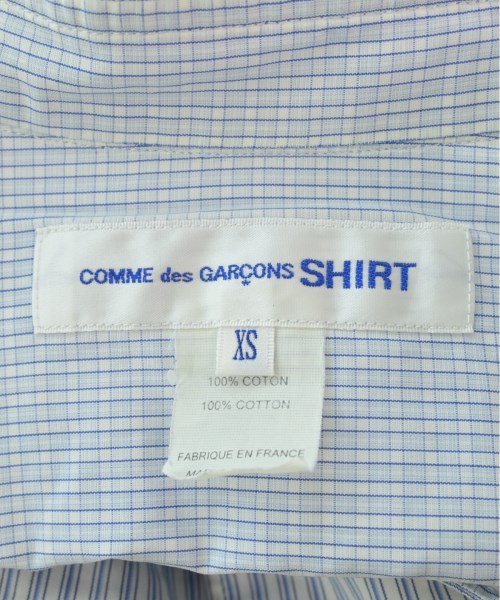 COMME des GARÇONS SHIRT
XS
100% COTON
100% COTTON
FABRIQUE EN FRANCE